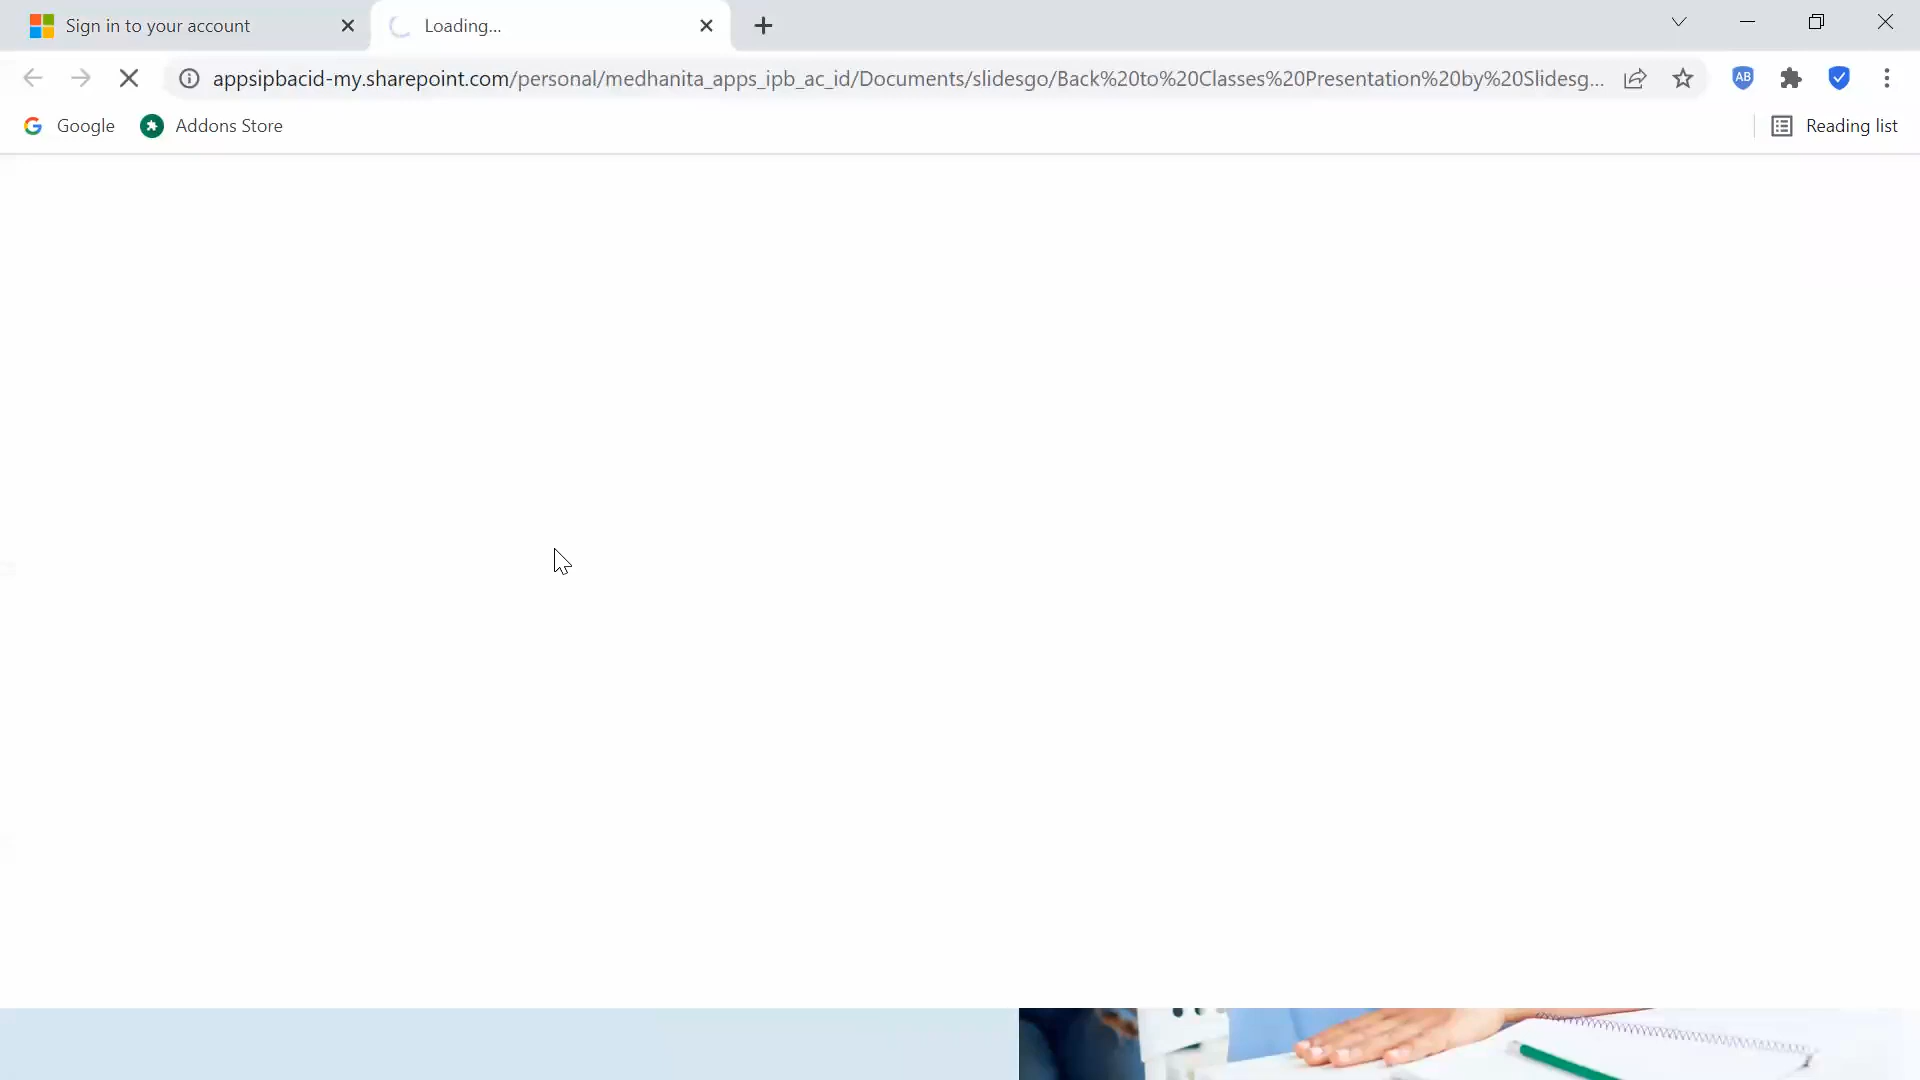 Sign in to your account
Loading...
appsipbacid-my.sharepoint.com/personal/medhanita_apps_ipb_ac_id/Documents/slidesgo/Back%20to%20Classes%20Presentation%20by%20Slidesg...
AB
Google
Addons Store
Reading list